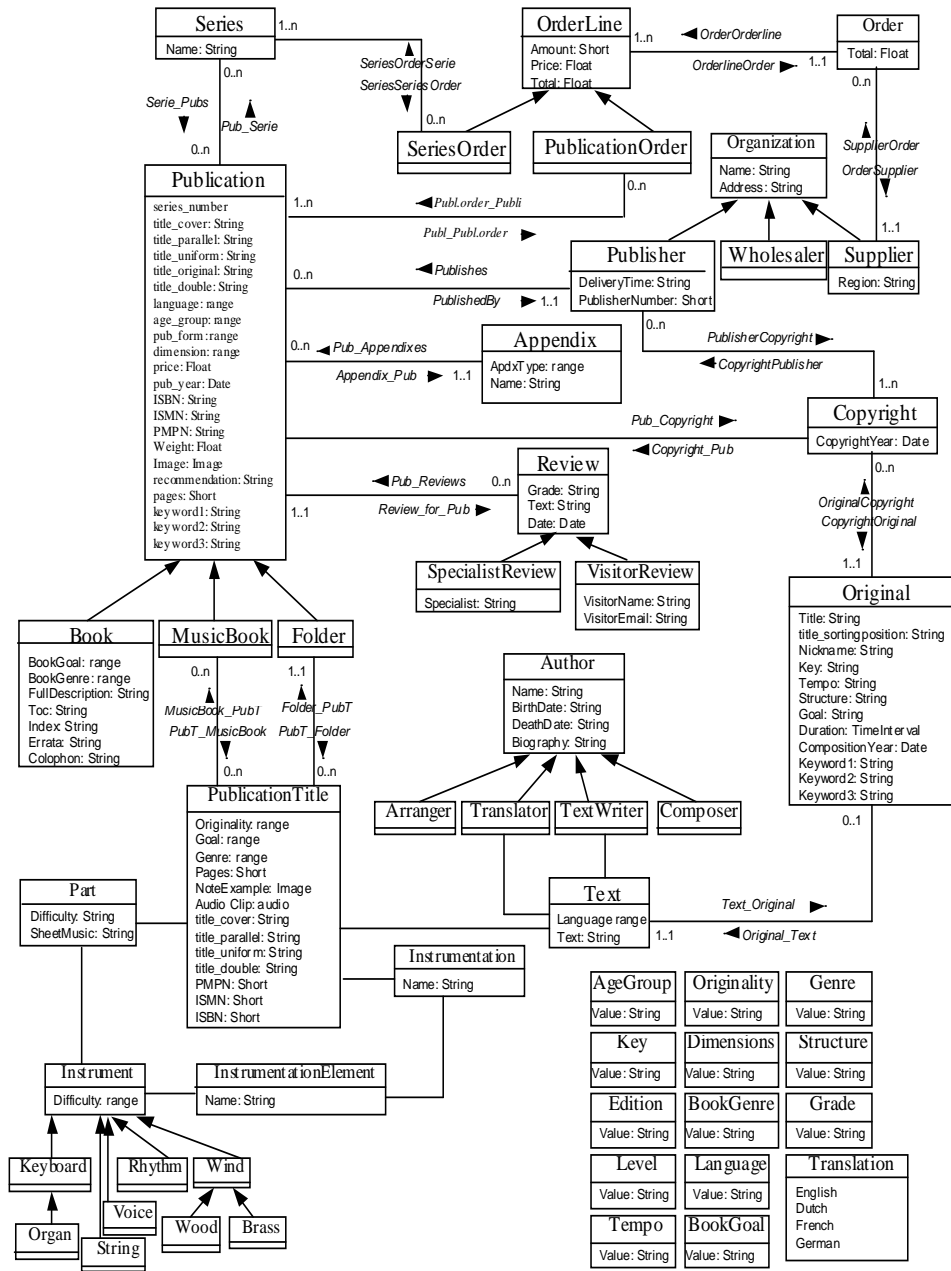 Series
Name: String
1..n
0..n
Serie_Pubs
Pub_Serie
0..n
SeriesOrderSerie
SeriesSeriesOrder
0..n
OrderLine
Amount: Short
Price: Float
Total: Float
1..n
OrderOrderline
OrderlineOrder
1..1
Order
Total: Float
0..n
SeriesOrder
PublicationOrder
0..n
Organization
Name: String
Address: String
SupplierOrder
OrderSupplier
1..1
Publication
series_number
title_cover: String
title_parallel: String
title_uniform: String
title_original: String
title_double: String
language: range
age_group: range
pub_form: range
dimension: range
price: Float
pub_year: Date
ISBN: String
ISMN: String
PMPN: String
Weight: Float
Image: Image
recommendation: String
pages: Short
keyword1: String
keyword2: String
keyword3: String
1..n
Publ.order_Publi
Publ_Publ.order
0..n
Publishes
PublishedBy
1..1
Publisher
DeliveryTime: String
PublisherNumber: Short
0..n
Wholesaler
Supplier
Region: String
0..n
Pub_Appendixes
Appendix_Pub
1..1
Appendix
ApdxType: range
Name: String
PublisherCopyright
CopyrightPublisher
1..n
Pub_Copyright
Copyright_Pub
Copyright
CopyrightYear: Date
0..n
OriginalCopyright
CopyrightOriginal
1..1
Pub_Reviews
0..n
1..1
Review_for_Pub
Review
Grade: String
Text: String
Date: Date
SpecialistReview
Specialist: String
VisitorReview
VisitorName: String
VisitorEmail: String
Original
Title: String
title_sortingposition: String
Nickname: String
Key: String
Tempo: String
Structure: String
Goal: String
Duration: TimeInterval
CompositionYear: Date
Keyword1: String
Keyword2: String
Keyword3: String
0..1
Book
BookGoal: range
BookGenre: range
FullDescription: String
Toc: String
Index: String
Errata: String
Colophon: String
MusicBook
0..n
Folder
1..1
MusicBook_PubT
PubT_MusicBook
0..n
Folder_PubT
PubT_Folder
0..n
Author
Name: String
BirthDate: String
DeathDate: String
Biography: String
Arranger
Translator
TextWriter
Composer
PublicationTitle
Originality: range
Goal: range
Genre: range
Pages: Short
NoteExample: Image
Audio Clip: audio
title_cover: String
title_parallel: String
title_uniform: String
title_double: String
PMPN: Short
ISMN: Short
ISBN: Short
Text
Language range
Text: String
1..1
Text_Original
Original_Text
Part
Difficulty: String
SheetMusic: String
Instrumentation
Name: String
Instrument
Difficulty: range
InstrumentationElement
Name: String
Keyboard
Rhythm
Wind
Organ
String
Voice
Wood
Brass
AgeGroup
Value: String
Originality
Value: String
Genre
Value: String
Key
Value: String
Dimensions
Value: String
Structure
Value: String
Edition
Value: String
BookGenre
Value: String
Grade
Value: String
Level
Value: String
Language
Value: String
Translation
English
Dutch
French
German
Tempo
Value: String
BookGoal
Value: String